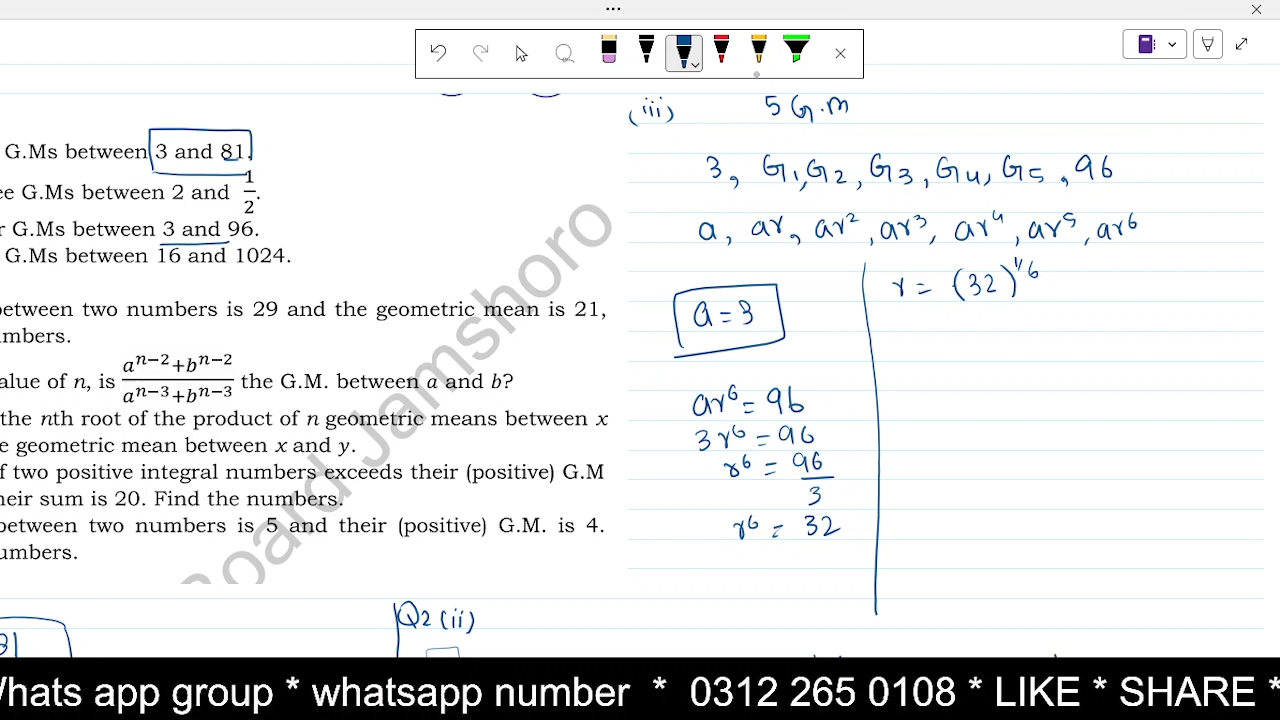 G.Ms between 3 and 81.
ee G.Ms between 2 and 1/2.
r G.Ms between 3 and 96.
G.Ms between 16 and 1024.
between two numbers is 29 and the geometric mean is 21,
umbers.
alue of n, is (a^{n−2}+b^{n−2})/(a^{n−3}+b^{n−3}) the G.M. between a and b?
the nth root of the product of n geometric means between x
e geometric mean between x and y.
f two positive integral numbers exceeds their (positive) G.M
heir sum is 20. Find the numbers.
between two numbers is 5 and their (positive) G.M. is 4.
umbers.
Board Jamshoro
81
Q2 (ii)
(iii) 5 G.M
3, G1, G2, G3, G4, G5, 96
a, ar, ar², ar³, ar⁴, ar⁵, ar⁶
a = 3
ar⁶ = 96
3r⁶ = 96
r⁶ = 96/3
r⁶ = 32
r = (32)^{1/6}
Whats app group * whatsapp number * 0312 265 0108 * LIKE * SHARE *